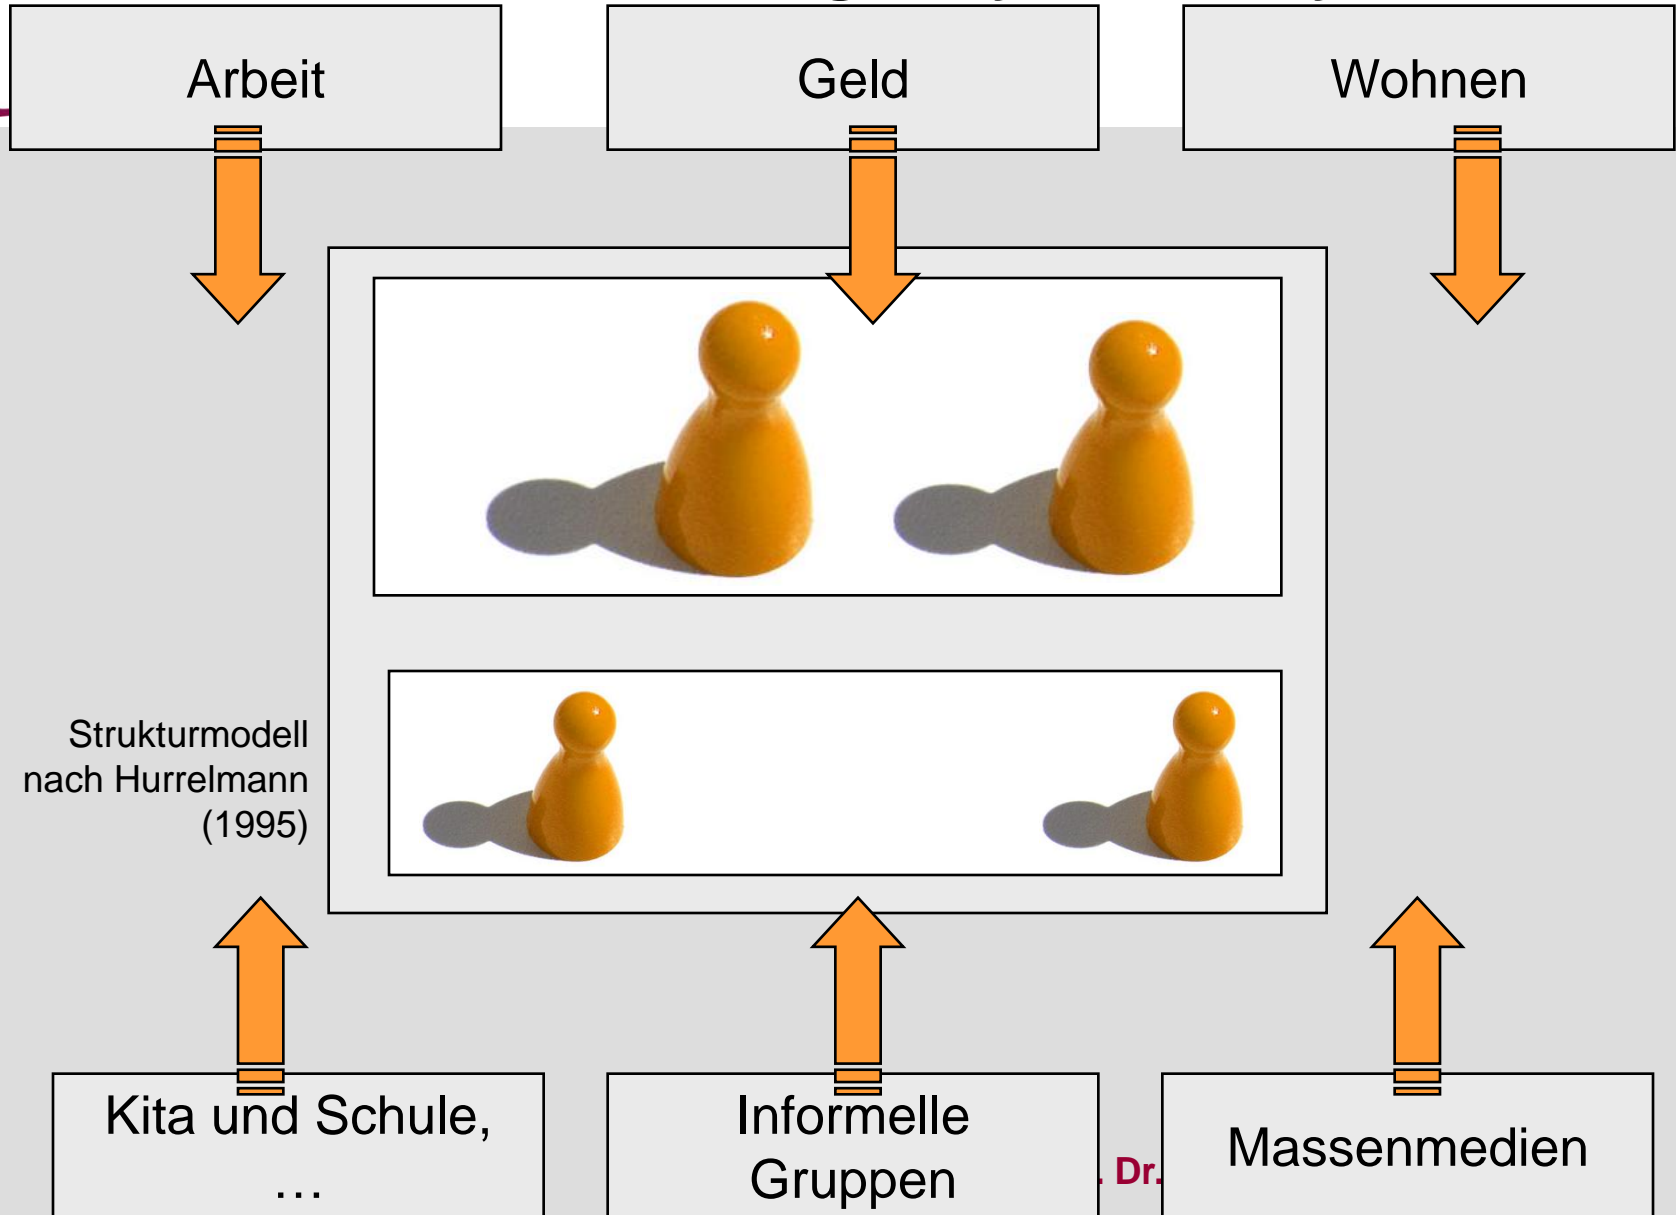 Arbeit
Geld
Wohnen
Strukturmodell
nach Hurrelmann
(1995)
Kita und Schule,
…
Informelle
Gruppen
Dr.
Massenmedien